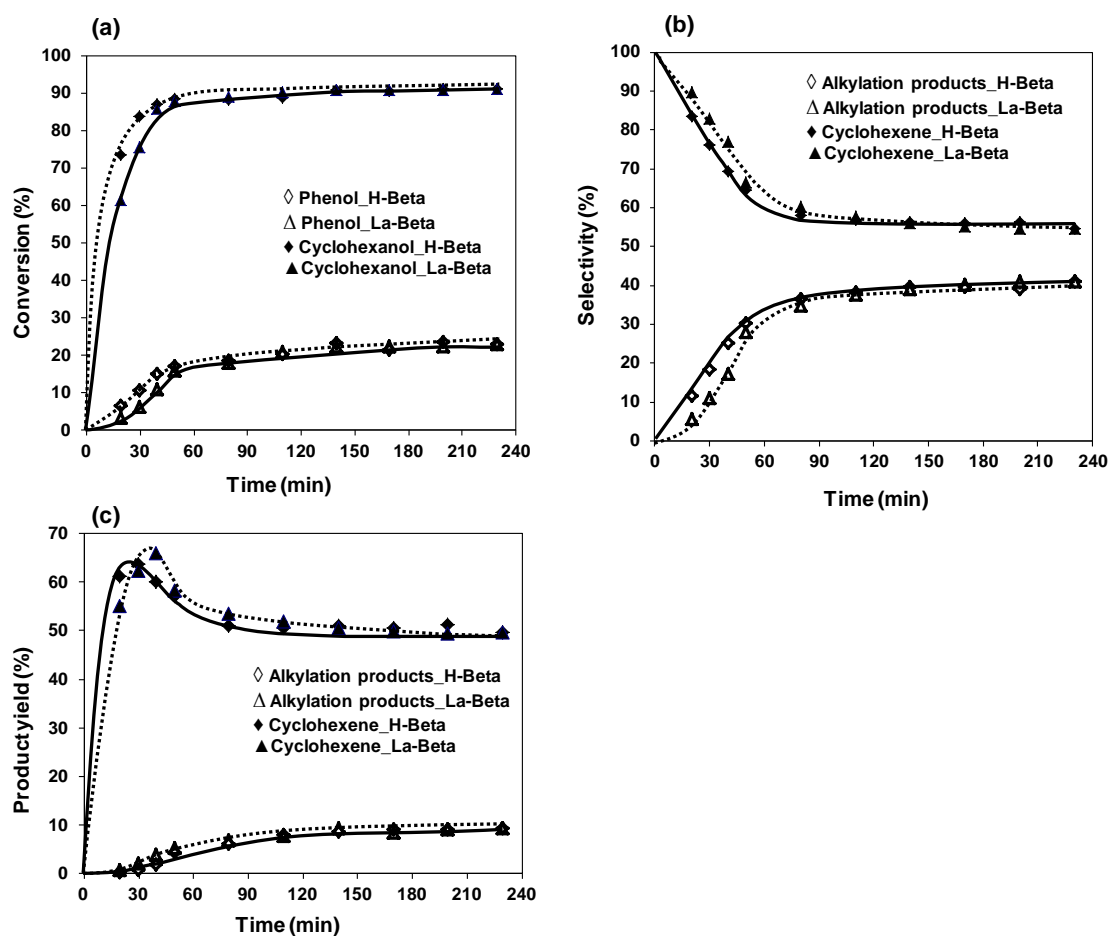 (a)
100
90
80
70
60
50
40
30
20
10
0
Conversion (%)
Phenol_H-Beta
Phenol_La-Beta
Cyclohexanol_H-Beta
Cyclohexanol_La-Beta
0 30 60 90 120 150 180 210 240
Time (min)
(b)
100
90
80
70
60
50
40
30
20
10
0
Selectivity (%)
Alkylation products_H-Beta
Alkylation products_La-Beta
Cyclohexene_H-Beta
Cyclohexene_La-Beta
0 30 60 90 120 150 180 210 240
Time (min)
(c)
70
60
50
40
30
20
10
0
Product yield (%)
Alkylation products_H-Beta
Alkylation products_La-Beta
Cyclohexene_H-Beta
Cyclohexene_La-Beta
0 30 60 90 120 150 180 210 240
Time (min)